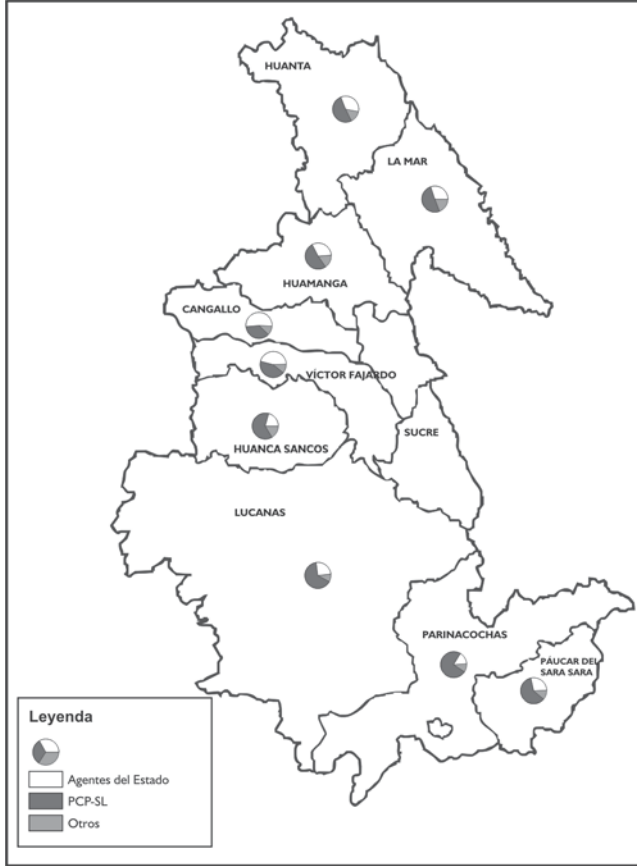 HUANTA
LA MAR
HUAMANGA
CANGALLO
VÍCTOR FAJARDO
SUCRE
HUANCA SANCOS
LUCANAS
PARINACOCHAS
PÁUCAR DEL
SARA SARA
Leyenda
Agentes del Estado
PCP-SL
Otros